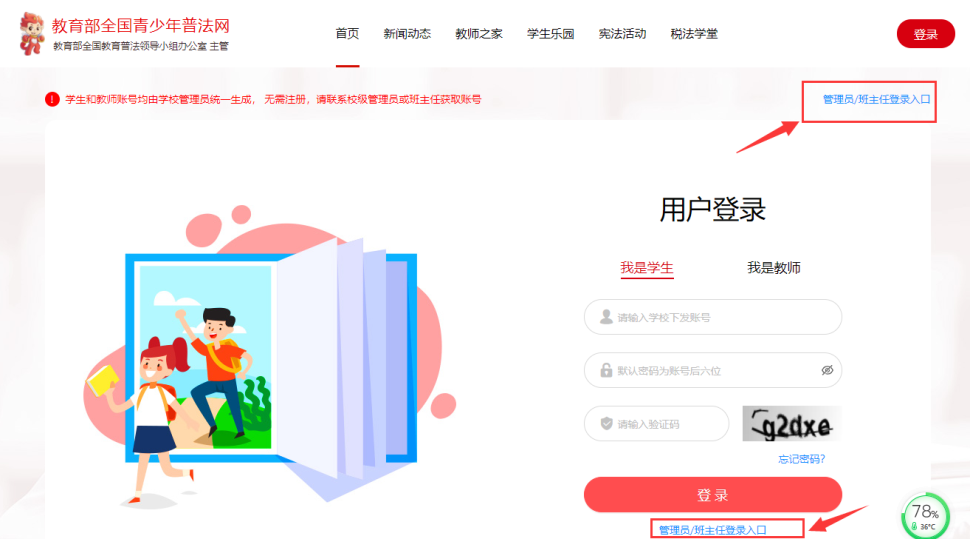 教育部全国青少年普法网
教育部全国教育普法领导小组办公室 主管
首页 新闻动态 教师之家 学生乐园 宪法活动 税法学堂
登录
学生和教师账号均由学校管理员统一生成， 无需注册，请联系校级管理员或班主任获取账号
管理员/班主任登录入口
用户登录
我是学生 我是教师
请输入学校下发账号
默认密码为账号后六位
请输入验证码
g2dxe
忘记密码?
登录
管理员/班主任登录入口
78%
36°C